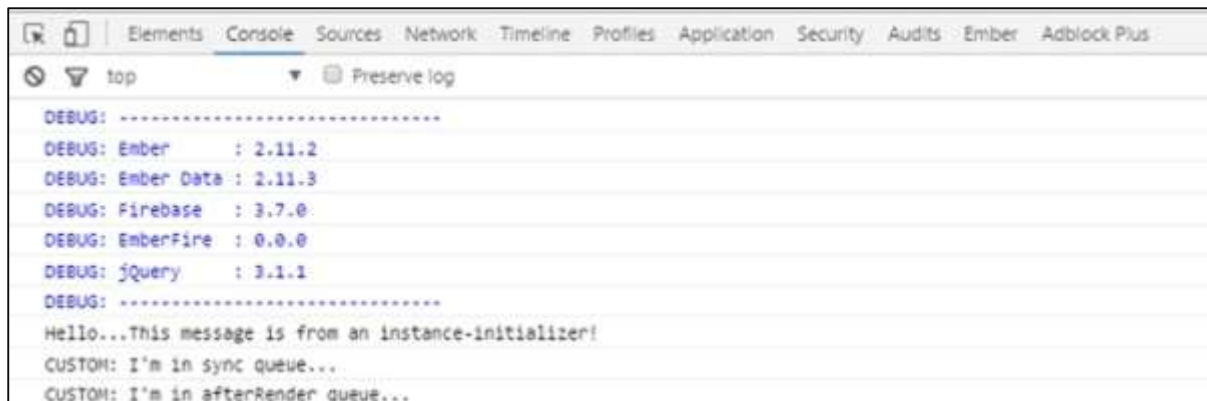 Elements Console Sources Network Timeline Profiles Application Security Audits Ember Adblock Plus
top Preserve log
DEBUG: -------------------------------
DEBUG: Ember      : 2.11.2
DEBUG: Ember Data : 2.11.3
DEBUG: Firebase   : 3.7.0
DEBUG: EmberFire  : 0.0.0
DEBUG: jQuery     : 3.1.1
DEBUG: -------------------------------
Hello...This message is from an instance-initializer!
CUSTOM: I'm in sync queue...
CUSTOM: I'm in afterRender queue...